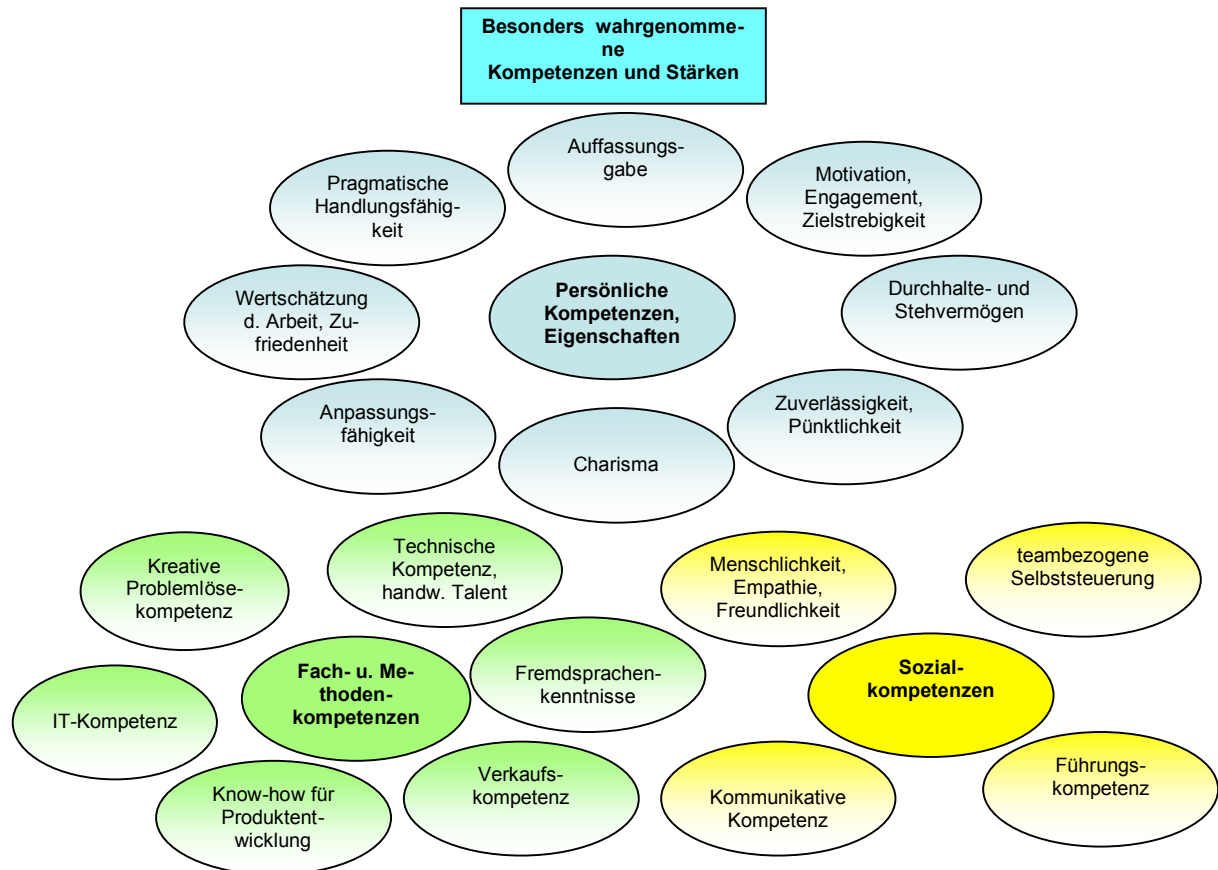 Besonders wahrgenomme-
ne
Kompetenzen und Stärken
Auffassungs-
gabe
Pragmatische
Handlungsfähig-
keit
Motivation,
Engagement,
Zielstrebigkeit
Wertschätzung
d. Arbeit, Zu-
friedenheit
Persönliche
Kompetenzen,
Eigenschaften
Durchhalte- und
Stehvermögen
Anpassungs-
fähigkeit
Charisma
Zuverlässigkeit,
Pünktlichkeit
Kreative
Problemlöse-
kompetenz
Technische
Kompetenz,
handw. Talent
Menschlichkeit,
Empathie,
Freundlichkeit
teambezogene
Selbststeuerung
IT-Kompetenz
Fach- u. Me-
thoden-
kompetenzen
Fremdsprachen-
kenntnisse
Sozial-
kompetenzen
Know-how für
Produktent-
wicklung
Verkaufs-
kompetenz
Kommunikative
Kompetenz
Führungs-
kompetenz